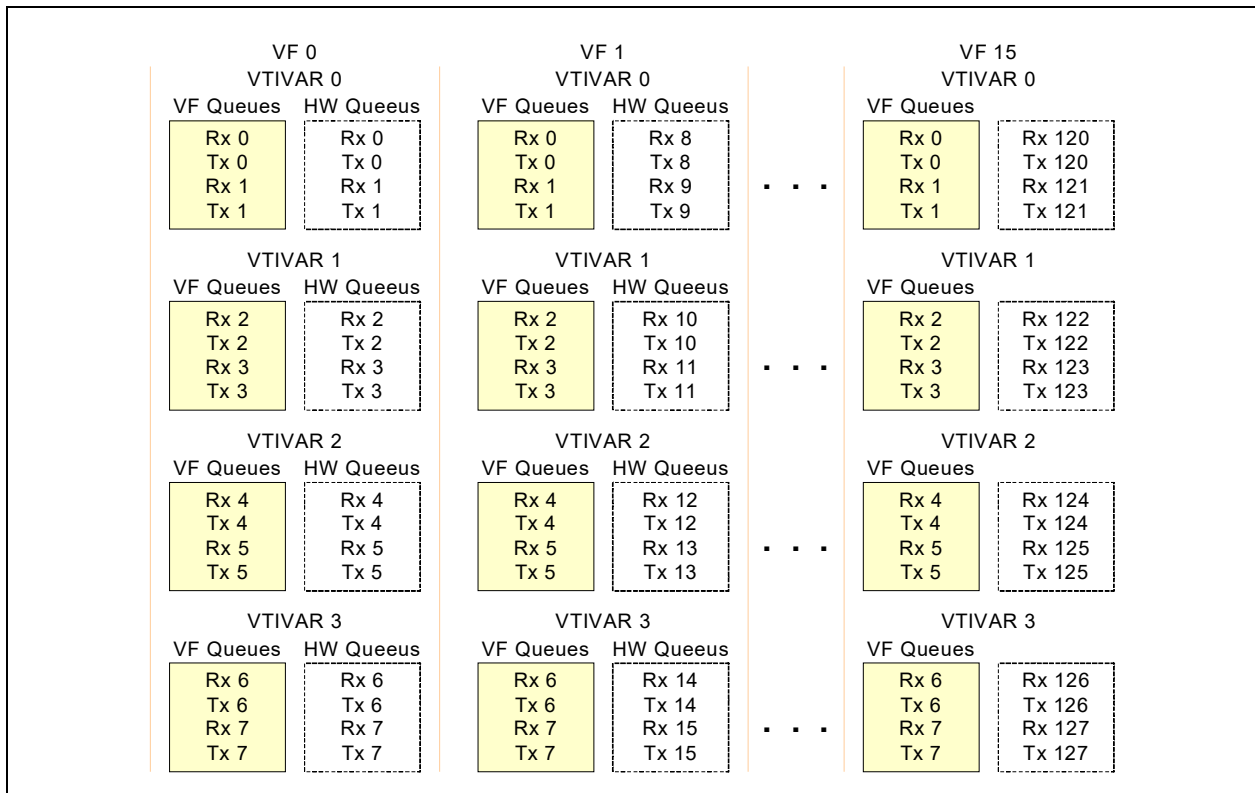 VF 0 VF 1 VF 15
VTIVAR 0 VTIVAR 0 VTIVAR 0
VF Queues HW Queeus VF Queues HW Queeus VF Queues
Rx 0 Rx 0 Rx 0 Rx 8 Rx 0 Rx 120
Tx 0 Tx 0 Tx 0 Tx 8 Tx 0 Tx 120
Rx 1 Rx 1 Rx 1 Rx 9 . . . Rx 1 Rx 121
Tx 1 Tx 1 Tx 1 Tx 9 Tx 1 Tx 121
VTIVAR 1 VTIVAR 1 VTIVAR 1
VF Queues HW Queeus VF Queues HW Queeus VF Queues
Rx 2 Rx 2 Rx 2 Rx 10 Rx 2 Rx 122
Tx 2 Tx 2 Tx 2 Tx 10 Tx 2 Tx 122
Rx 3 Rx 3 Rx 3 Rx 11 . . . Rx 3 Rx 123
Tx 3 Tx 3 Tx 3 Tx 11 Tx 3 Tx 123
VTIVAR 2 VTIVAR 2 VTIVAR 2
VF Queues HW Queeus VF Queues HW Queeus VF Queues
Rx 4 Rx 4 Rx 4 Rx 12 Rx 4 Rx 124
Tx 4 Tx 4 Tx 4 Tx 12 Tx 4 Tx 124
Rx 5 Rx 5 Rx 5 Rx 13 . . . Rx 5 Rx 125
Tx 5 Tx 5 Tx 5 Tx 13 Tx 5 Tx 125
VTIVAR 3 VTIVAR 3 VTIVAR 3
VF Queues HW Queeus VF Queues HW Queeus VF Queues
Rx 6 Rx 6 Rx 6 Rx 14 Rx 6 Rx 126
Tx 6 Tx 6 Tx 6 Tx 14 Tx 6 Tx 126
Rx 7 Rx 7 Rx 7 Rx 15 . . . Rx 7 Rx 127
Tx 7 Tx 7 Tx 7 Tx 15 Tx 7 Tx 127